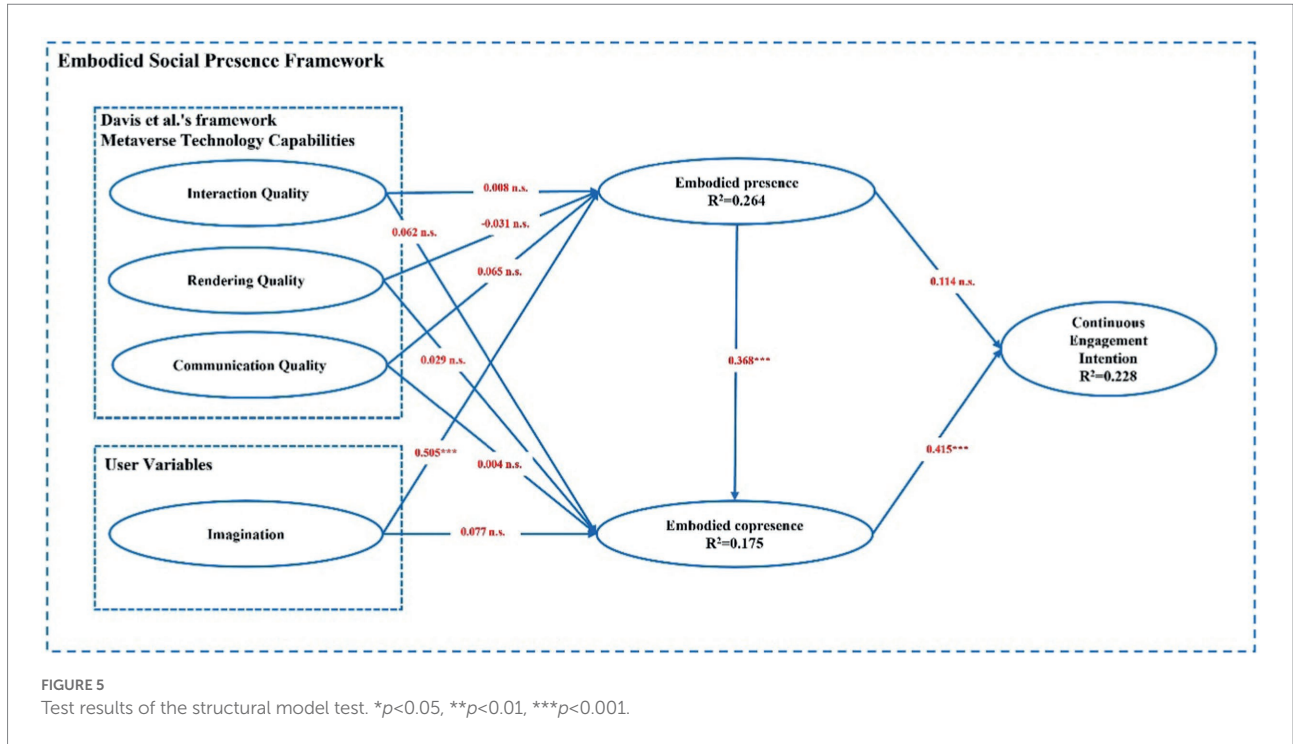 Embodied Social Presence Framework
Davis et al.'s framework
Metaverse Technology Capabilities
Interaction Quality
Rendering Quality
Communication Quality
User Variables
Imagination
0.008 n.s.
0.062 n.s.
-0.031 n.s.
0.065 n.s.
0.029 n.s.
0.505***
0.004 n.s.
0.077 n.s.
Embodied presence
R²=0.264
0.368***
Embodied copresence
R²=0.175
0.114 n.s.
0.415***
Continuous
Engagement
Intention
R²=0.228
FIGURE 5
Test results of the structural model test. *p<0.05, **p<0.01, ***p<0.001.